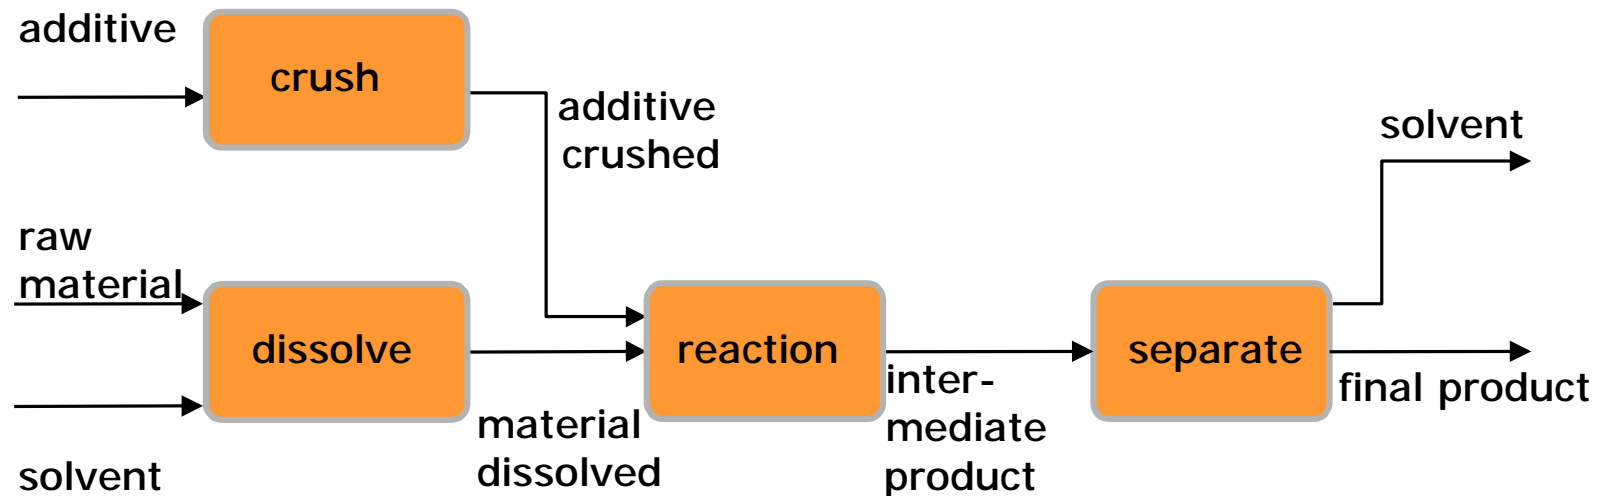 additive
crush
additive
crushed
solvent
raw
material
dissolve
reaction
separate
solvent
material
dissolved
inter-
mediate
product
final product